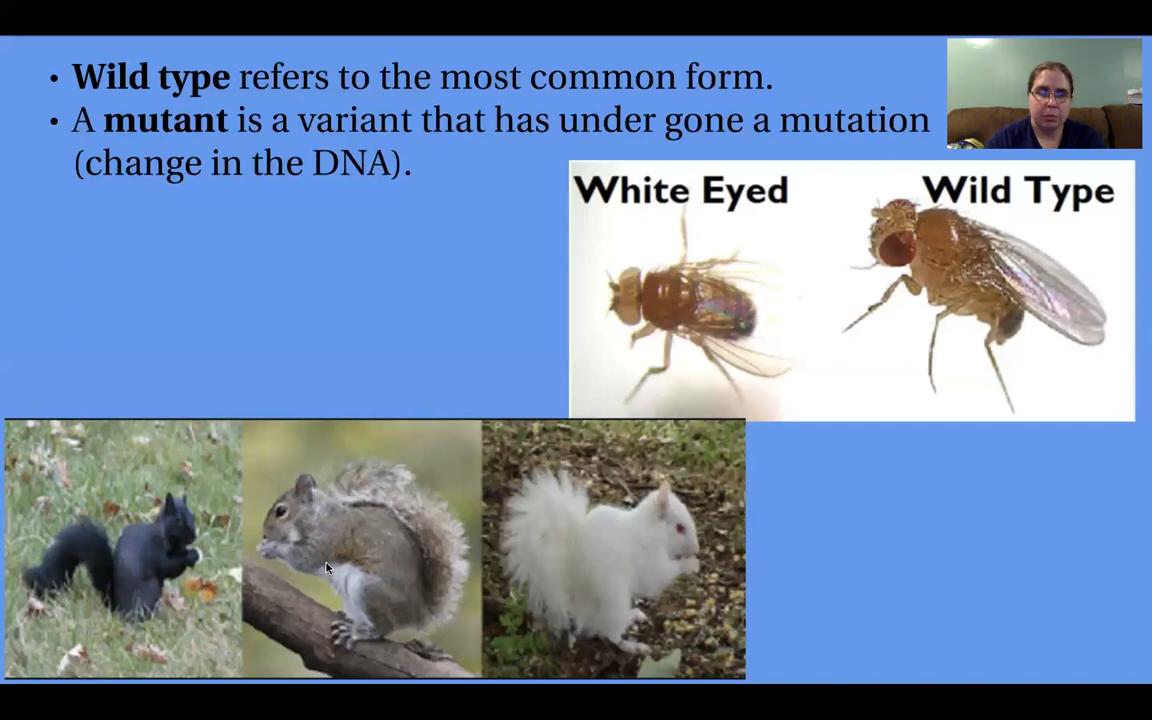 • Wild type refers to the most common form.
• A mutant is a variant that has under gone a mutation
(change in the DNA).
White Eyed
Wild Type